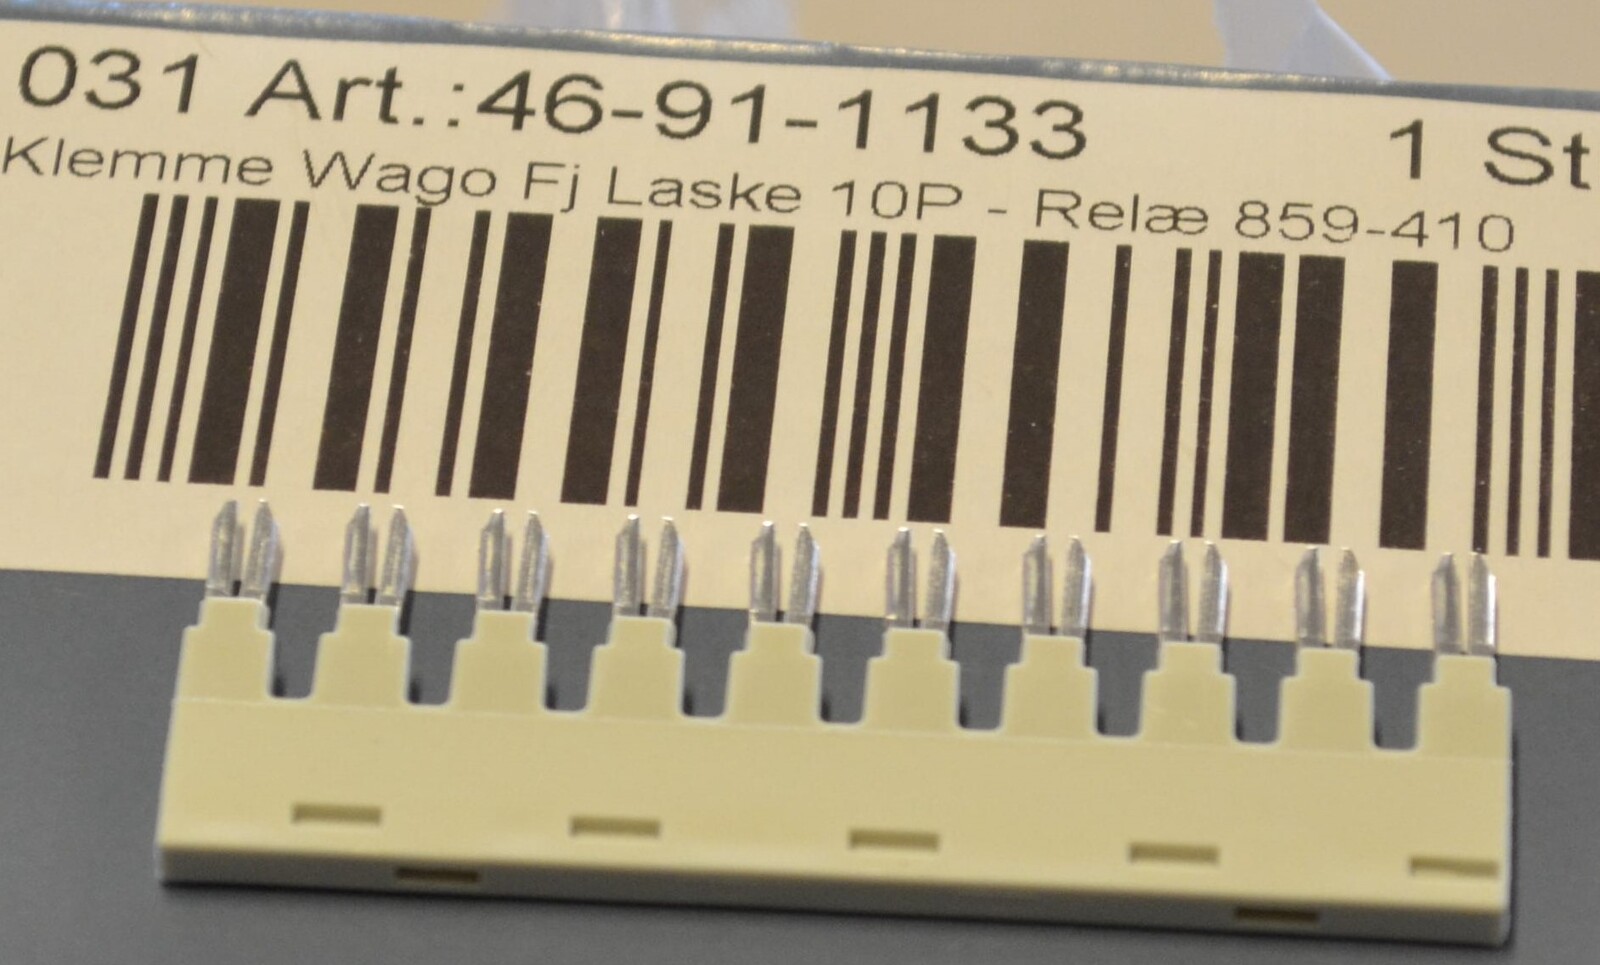 031 Art.:46-91-1133 1 St
Klemme Wago Fj Laske 10P - Relæ 859-410